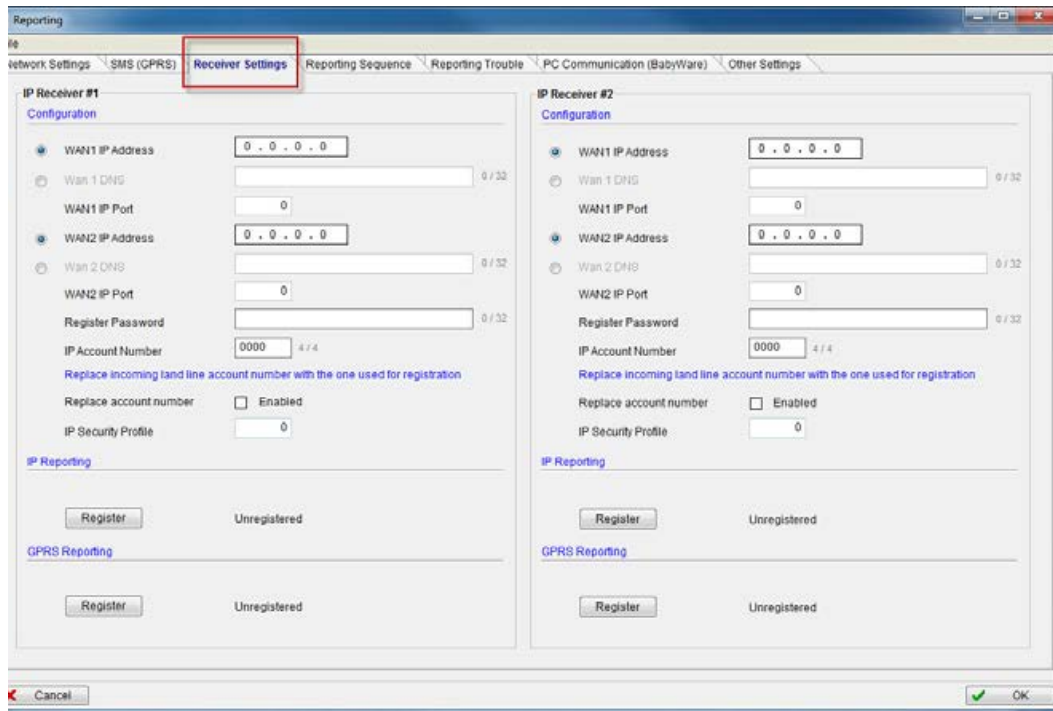 Reporting
Network Settings SMS (GPRS) Receiver Settings Reporting Sequence Reporting Trouble PC Communication (BabyWare) Other Settings
IP Receiver #1
Configuration
WAN1 IP Address 0 . 0 . 0 . 0
Wan 1 DNS 0 / 32
WAN1 IP Port 0
WAN2 IP Address 0 . 0 . 0 . 0
Wan 2 DNS 0 / 32
WAN2 IP Port 0
Register Password 0 / 32
IP Account Number 0000 4 / 4
Replace incoming land line account number with the one used for registration
Replace account number Enabled
IP Security Profile 0
IP Reporting
Register Unregistered
GPRS Reporting
Register Unregistered
IP Receiver #2
Configuration
WAN1 IP Address 0 . 0 . 0 . 0
Wan 1 DNS 0 / 32
WAN1 IP Port 0
WAN2 IP Address 0 . 0 . 0 . 0
Wan 2 DNS 0 / 32
WAN2 IP Port 0
Register Password 0 / 32
IP Account Number 0000 4 / 4
Replace incoming land line account number with the one used for registration
Replace account number Enabled
IP Security Profile 0
IP Reporting
Register Unregistered
GPRS Reporting
Register Unregistered
Cancel OK